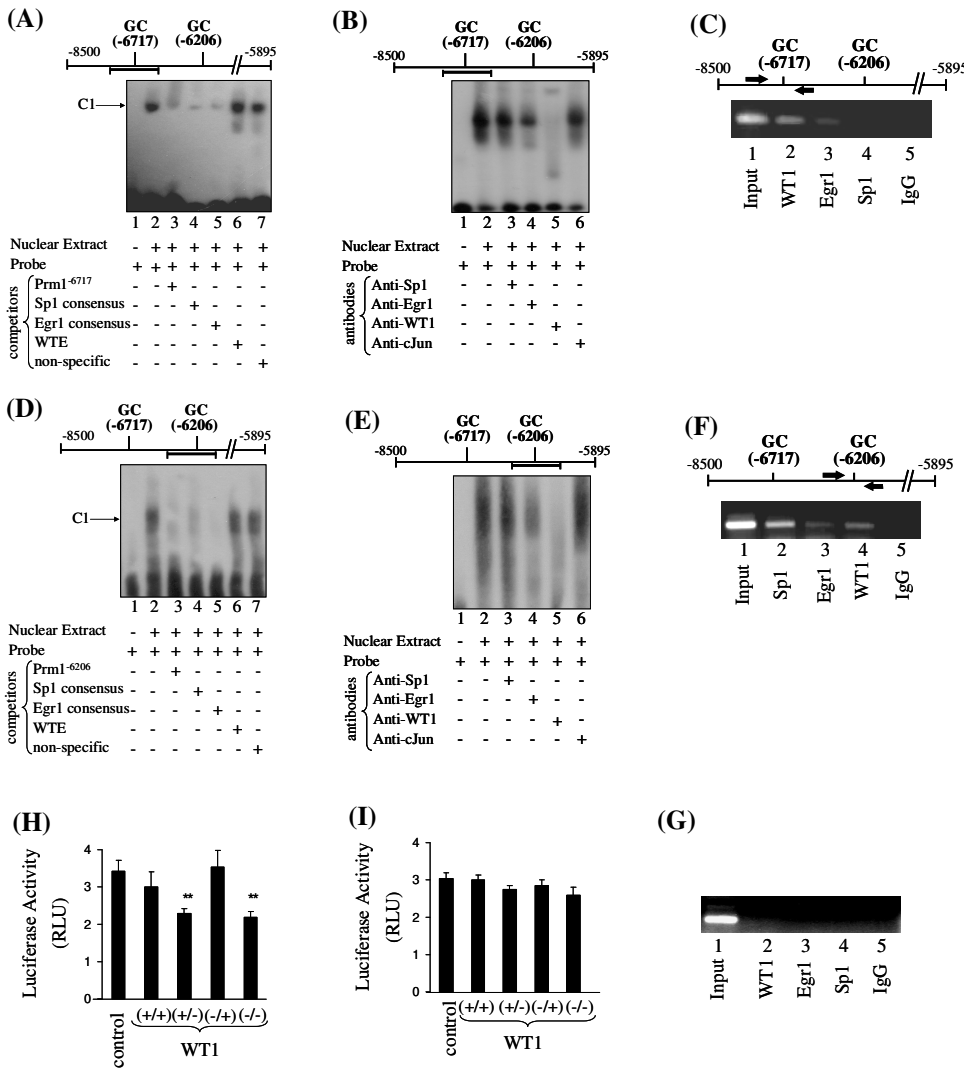 (A)
GC
(-6717)
GC
(-6206)
-8500
-5895
C1
1 2 3 4 5 6 7
Nuclear Extract - + + + + + +
Probe + + + + + + +
competitors
Prm1-6717 - - + - - - -
Sp1 consensus - - - + - - -
Egr1 consensus - - - - + - -
WTE - - - - - + -
non-specific - - - - - - +
(B)
GC
(-6717)
GC
(-6206)
-8500
-5895
1 2 3 4 5 6
Nuclear Extract - + + + + +
Probe + + + + + +
antibodies
Anti-Sp1 - - + - - -
Anti-Egr1 - - - + - -
Anti-WT1 - - - - + -
Anti-cJun - - - - - +
(C)
GC
(-6717)
GC
(-6206)
-8500
-5895
1 2 3 4 5
Input WT1 Egr1 Sp1 IgG
(D)
GC
(-6717)
GC
(-6206)
-8500
-5895
C1
1 2 3 4 5 6 7
Nuclear Extract - + + + + + +
Probe + + + + + + +
competitors
Prm1-6206 - - + - - - -
Sp1 consensus - - - + - - -
Egr1 consensus - - - - + - -
WTE - - - - - + -
non-specific - - - - - - +
(E)
GC
(-6717)
GC
(-6206)
-8500
-5895
1 2 3 4 5 6
Nuclear Extract - + + + + +
Probe + + + + + +
antibodies
Anti-Sp1 - - + - - -
Anti-Egr1 - - - + - -
Anti-WT1 - - - - + -
Anti-cJun - - - - - +
(F)
GC
(-6717)
GC
(-6206)
-8500
-5895
1 2 3 4 5
Input Sp1 Egr1 WT1 IgG
(H)
Luciferase Activity
(RLU)
4
3
2
1
0
** **
control (+/+) (+/-) (-/+) (-/-)
WT1
(I)
Luciferase Activity
(RLU)
4
3
2
1
0
control (+/+) (+/-) (-/+) (-/-)
WT1
(G)
1 2 3 4 5
Input WT1 Egr1 Sp1 IgG